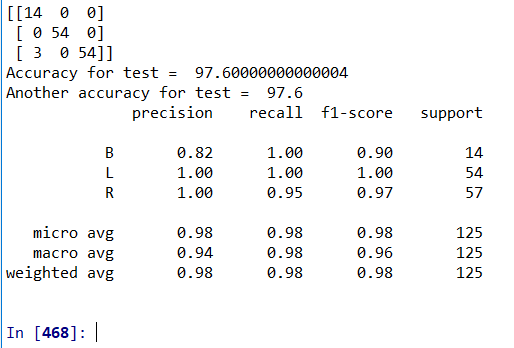 [[14  0  0]
 [ 0 54  0]
 [ 3  0 54]]
Accuracy for test =  97.60000000000004
Another accuracy for test =  97.6
              precision    recall  f1-score   support

           B       0.82      1.00      0.90        14
           L       1.00      1.00      1.00        54
           R       1.00      0.95      0.97        57

   micro avg       0.98      0.98      0.98       125
   macro avg       0.94      0.98      0.96       125
weighted avg       0.98      0.98      0.98       125

In [468]: